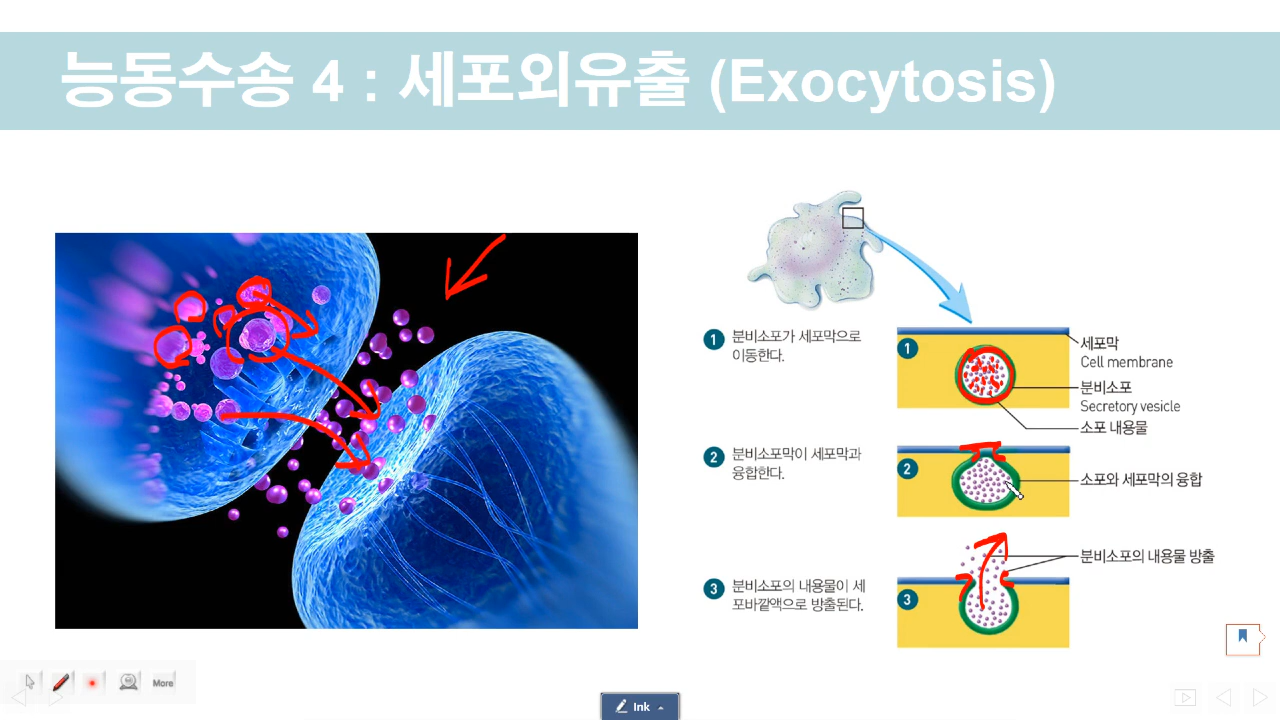 능동수송 4 : 세포외유출 (Exocytosis)
1 분비소포가 세포막으로
이동한다.
1
세포막
Cell membrane
분비소포
Secretory vesicle
소포 내용물
2 분비소포막이 세포막과
융합한다.
2
소포와 세포막의 융합
3 분비소포의 내용물이 세
포바깥액으로 방출된다.
3
분비소포의 내용물 방출
More
Ink